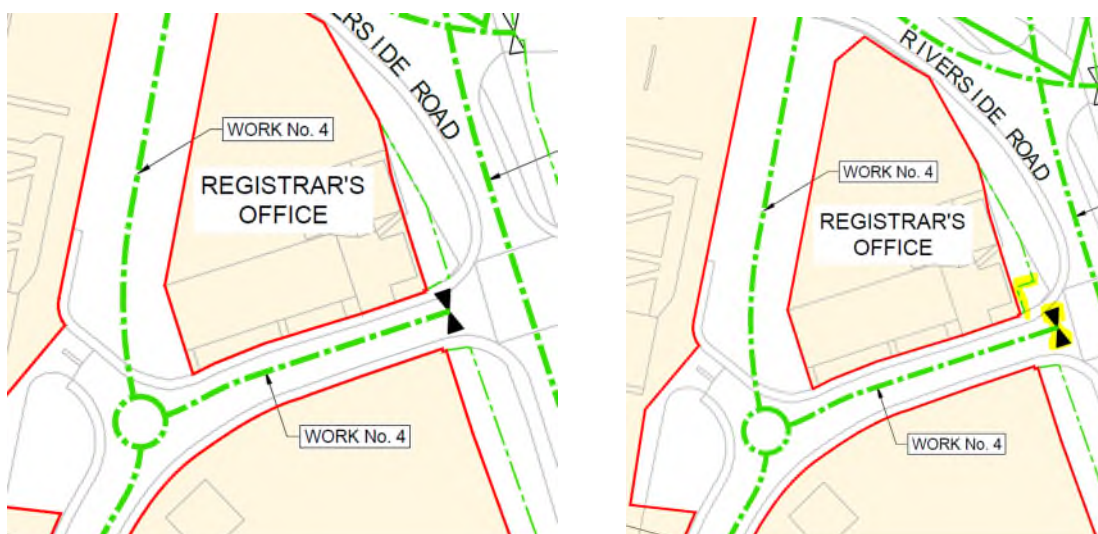 ERSIDE ROAD
WORK No. 4
REGISTRAR'S
OFFICE
WORK No. 4
RIVERSIDE ROAD
WORK No. 4
REGISTRAR'S
OFFICE
WORK No. 4